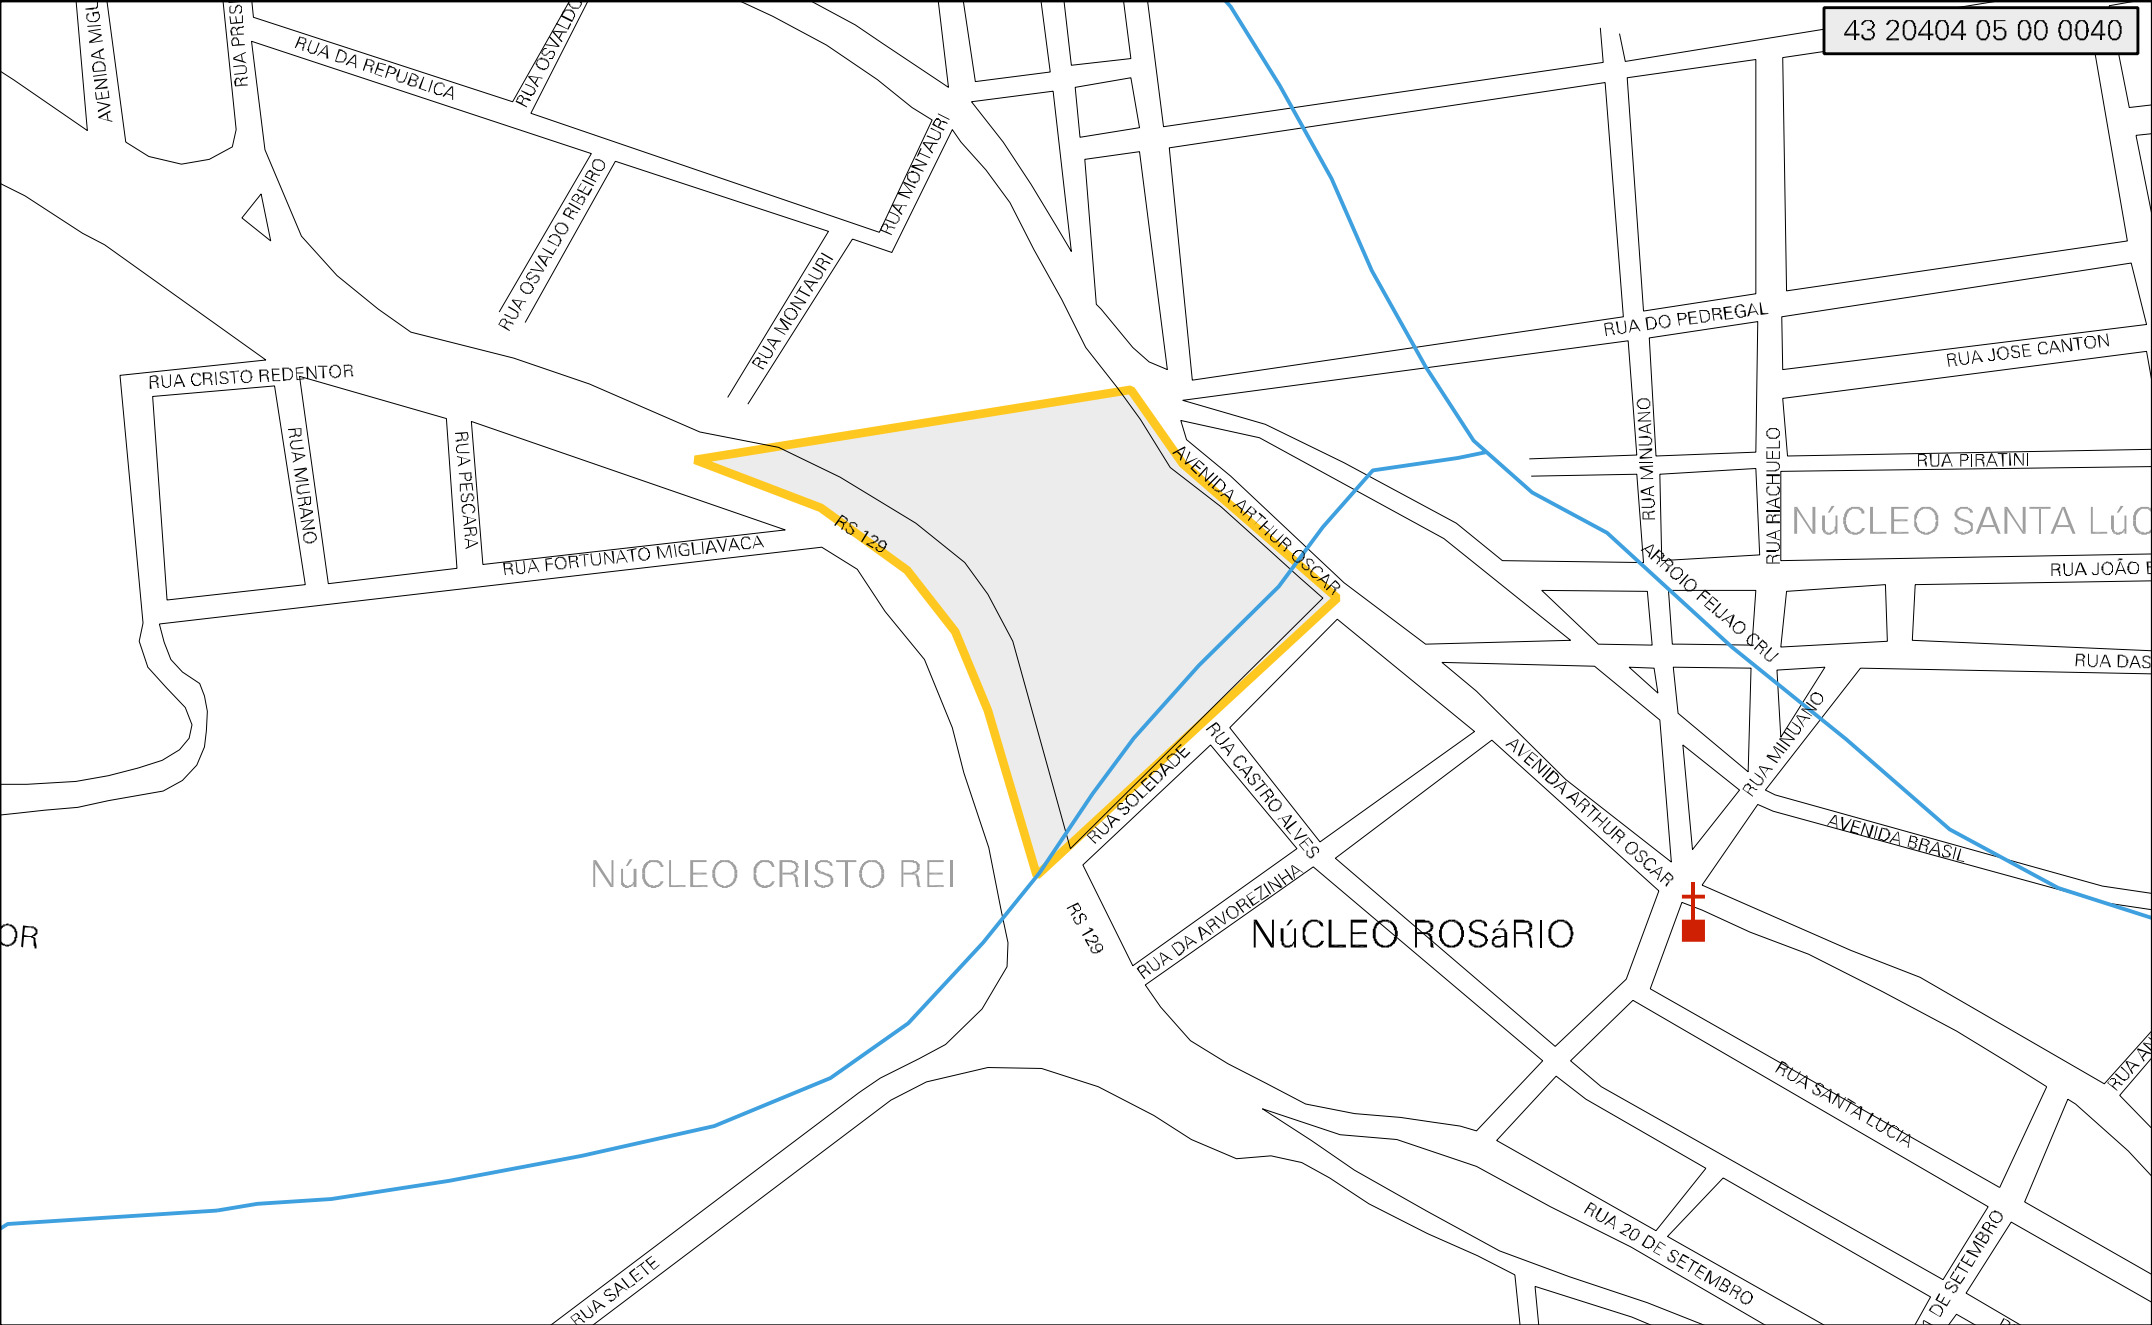 43 20404 05 00 0040
AVENIDA MIGU
RUA PRES
RUA DA REPUBLICA
RUA OSVALDO
RUA MONTAURI
RUA OSVALDO RIBEIRO
RUA MONTAURI
RUA DO PEDREGAL
RUA JOSE CANTON
RUA CRISTO REDENTOR
RUA MURANO
RUA PESCARA
RUA MINUANO
RUA RIACHUELO
RUA PIRATINI
AVENIDA ARTHUR OSCAR
RS 129
NúCLEO SANTA LúC
RUA FORTUNATO MIGLIAVACA
ARROIO FEIJAO CRU
RUA JOÃO B
RUA DAS
RUA MINUANO
RUA SOLEDADE
RUA CASTRO ALVES
AVENIDA ARTHUR OSCAR
AVENIDA BRASIL
NúCLEO CRISTO REI
RS 129
RUA DA ARVOREZINHA
NúCLEO ROSáRIO
OR
RUA SANTA LUCIA
RUA AN
RUA 20 DE SETEMBRO
DE SETEMBRO
RUA SALETE